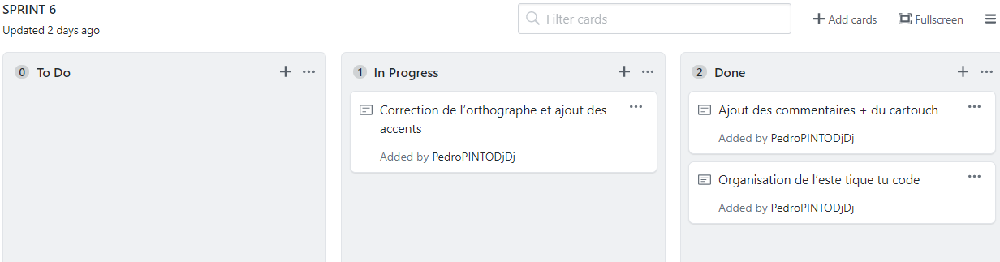 SPRINT 6
Updated 2 days ago
Filter cards
Add cards
Fullscreen
0 To Do
1 In Progress
Correction de l'orthographe et ajout des
accents
Added by PedroPINTODjDj
2 Done
Ajout des commentaires + du cartouch
Added by PedroPINTODjDj
Organisation de l'este tique tu code
Added by PedroPINTODjDj